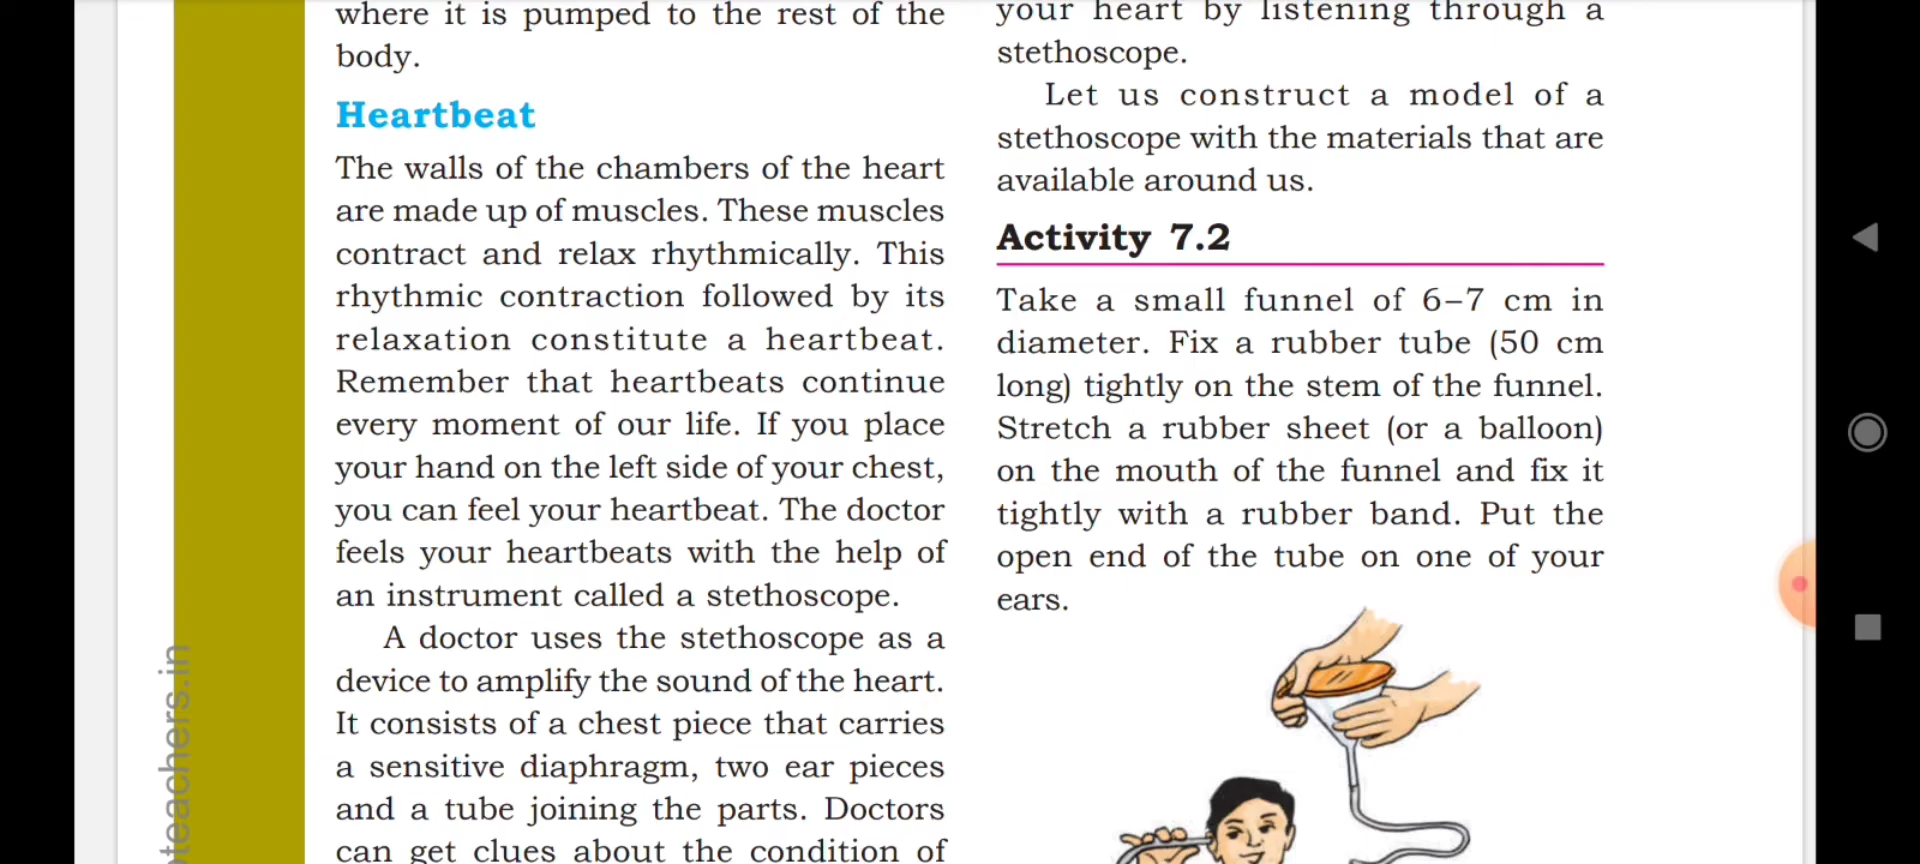 where it is pumped to the rest of the
body.
Heartbeat
The walls of the chambers of the heart
are made up of muscles. These muscles
contract and relax rhythmically. This
rhythmic contraction followed by its
relaxation constitute a heartbeat.
Remember that heartbeats continue
every moment of our life. If you place
your hand on the left side of your chest,
you can feel your heartbeat. The doctor
feels your heartbeats with the help of
an instrument called a stethoscope.
A doctor uses the stethoscope as a
device to amplify the sound of the heart.
It consists of a chest piece that carries
a sensitive diaphragm, two ear pieces
and a tube joining the parts. Doctors
can get clues about the condition of
your heart by listening through a
stethoscope.
Let us construct a model of a
stethoscope with the materials that are
available around us.
Activity 7.2
Take a small funnel of 6–7 cm in
diameter. Fix a rubber tube (50 cm
long) tightly on the stem of the funnel.
Stretch a rubber sheet (or a balloon)
on the mouth of the funnel and fix it
tightly with a rubber band. Put the
open end of the tube on one of your
ears.
oteachers.in